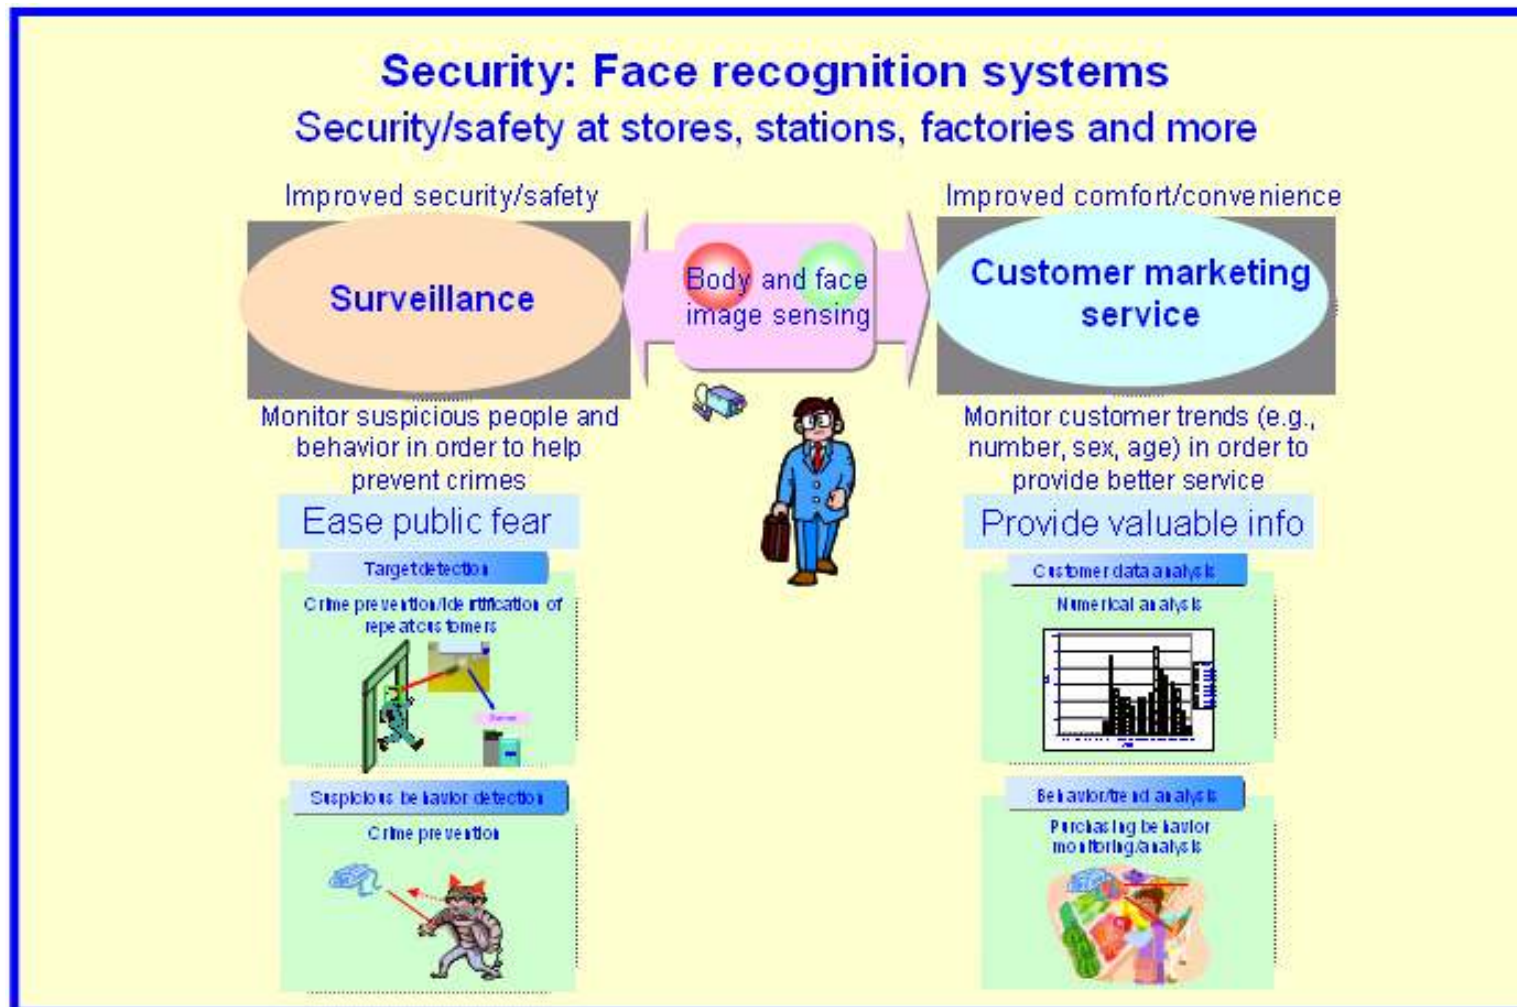 Security: Face recognition systems
Security/safety at stores, stations, factories and more
Improved security/safety
Surveillance
Monitor suspicious people and
behavior in order to help
prevent crimes
Ease public fear
Target detection
Crime prevention/identification of
repeat customers
Suspicious behavior detection
Crime prevention
Body and face
image sensing
Improved comfort/convenience
Customer marketing
service
Monitor customer trends (e.g.,
number, sex, age) in order to
provide better service
Provide valuable info
Customer data analysis
Numerical analysis
Behavior/trend analysis
Purchasing behavior
monitoring/analysis